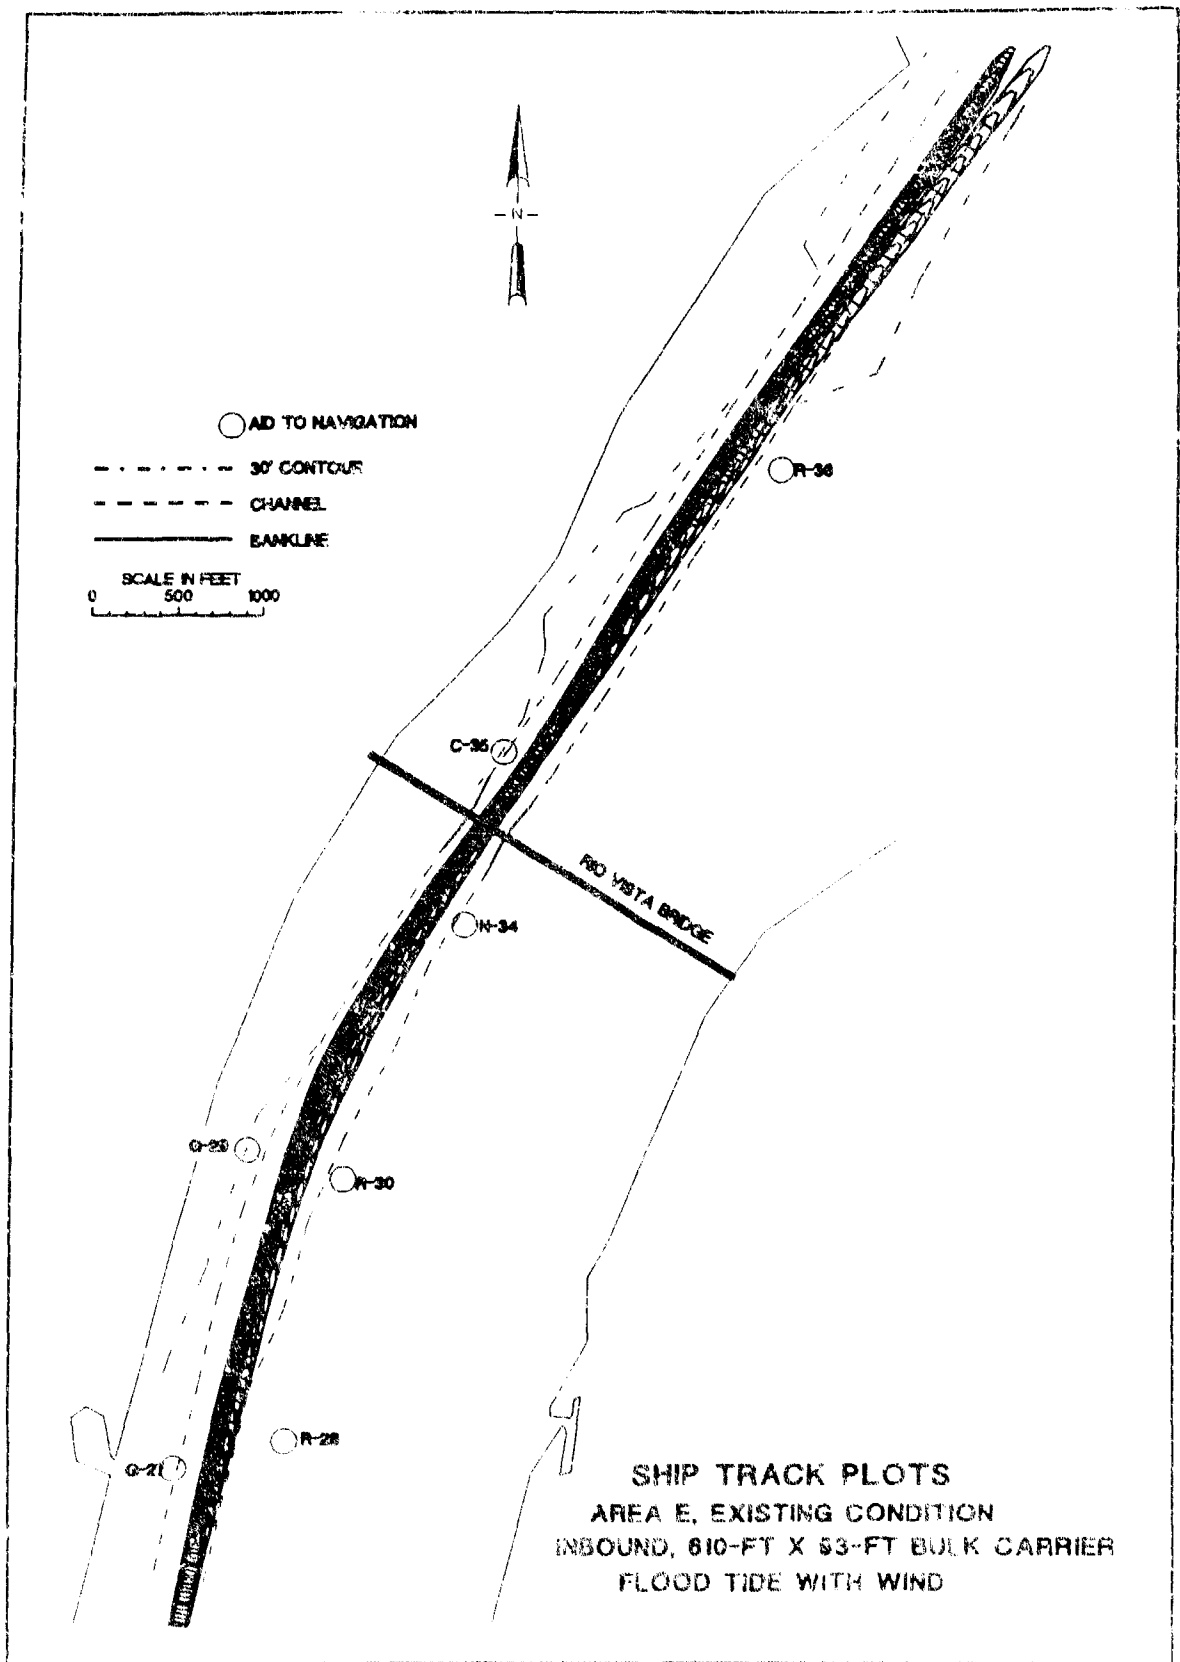 N
AID TO NAVIGATION
30' CONTOUR
CHANNEL
BANKLINE
SCALE IN FEET
0 500 1000
R-36
C-35
RIO VISTA BRIDGE
N-34
R-30
R-28
SHIP TRACK PLOTS
AREA E, EXISTING CONDITION
INBOUND, 610-FT X 93-FT BULK CARRIER
FLOOD TIDE WITH WIND